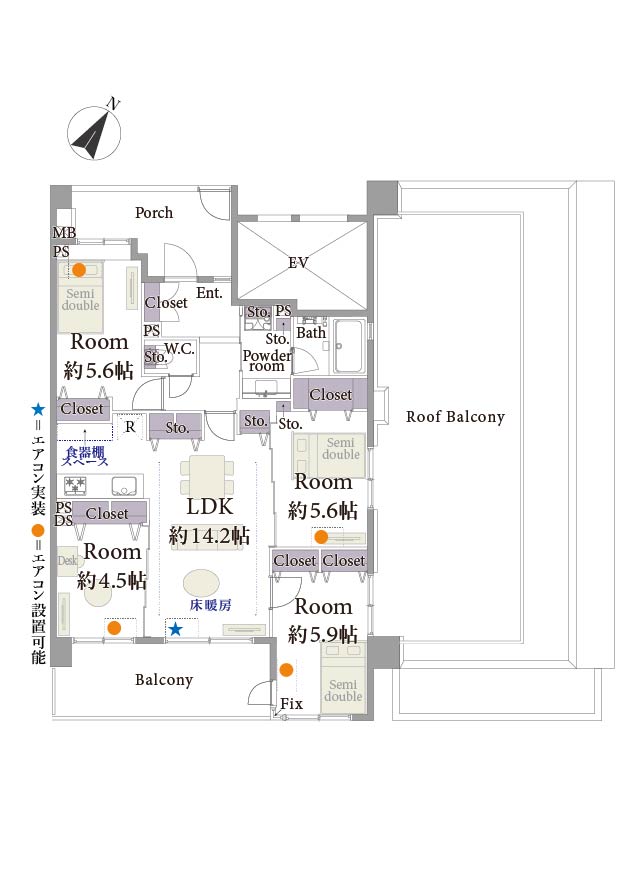 N
Porch
MB
PS
EV
Semi
double
Closet
Ent.
Sto.
PS
Room
約5.6帖
PS
Sto.
W.C.
Sto.
Bath
Powder
room
Closet
Closet
R
Sto.
Sto.
Sto.
Roof Balcony
食器棚
スペース
Semi
double
Room
約5.6帖
LDK
約14.2帖
PS
DS
Closet
Room
約4.5帖
Desk
Closet
Closet
床暖房
Room
約5.9帖
Balcony
Semi
double
Fix
★=エアコン実装 ●=エアコン設置可能